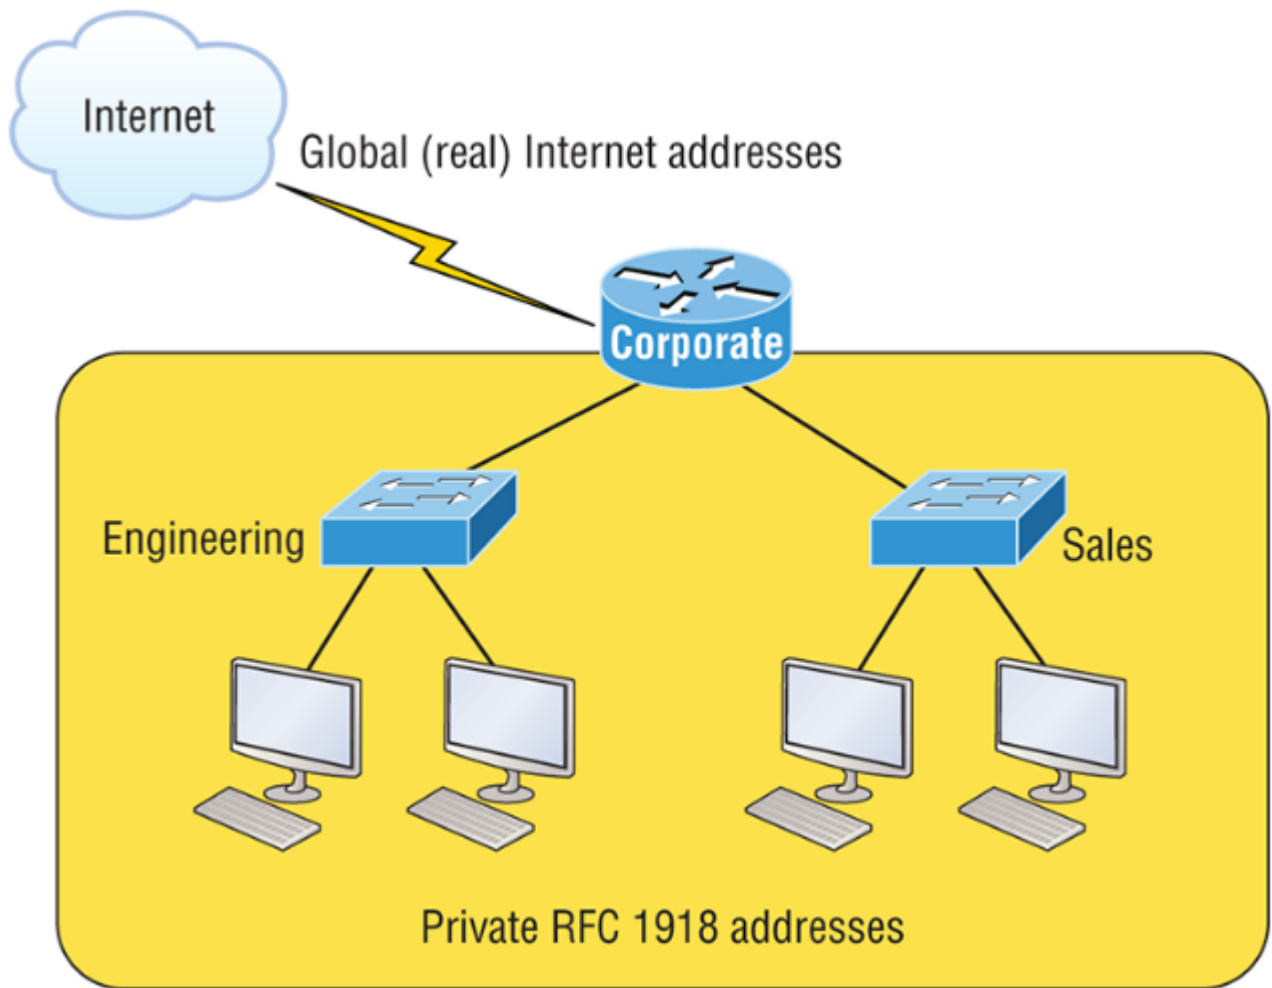 Internet
Global (real) Internet addresses
Corporate
Engineering
Sales
Private RFC 1918 addresses